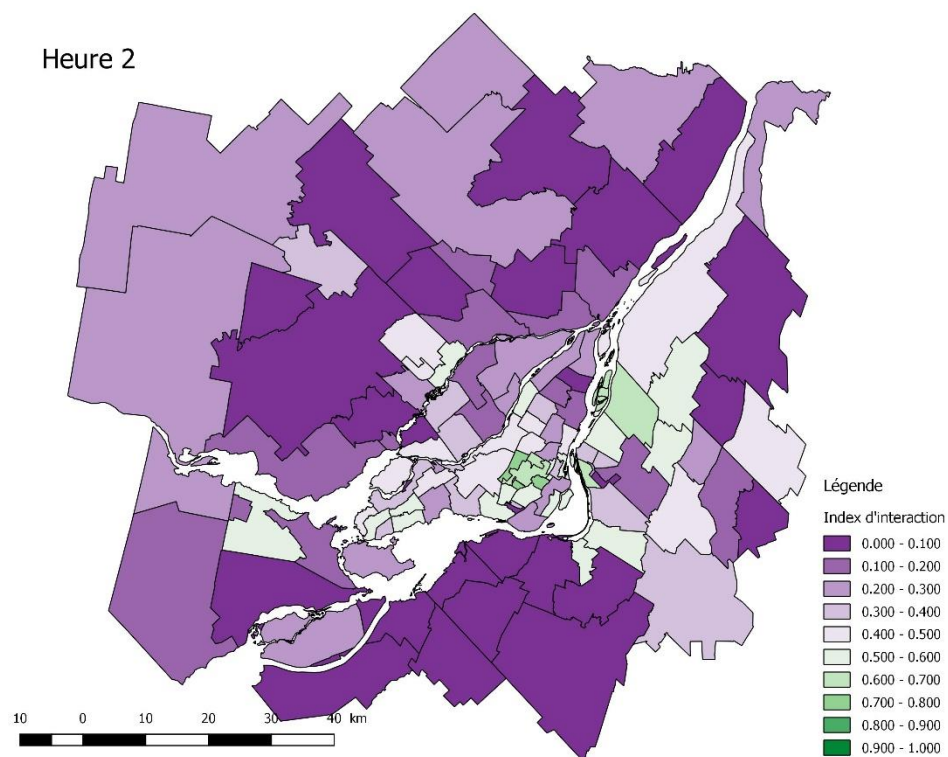 Heure 2
Légende
Index d'interaction
0.000 - 0.100
0.100 - 0.200
0.200 - 0.300
0.300 - 0.400
0.400 - 0.500
0.500 - 0.600
0.600 - 0.700
0.700 - 0.800
0.800 - 0.900
0.900 - 1.000
10 0 10 20 30 40 km